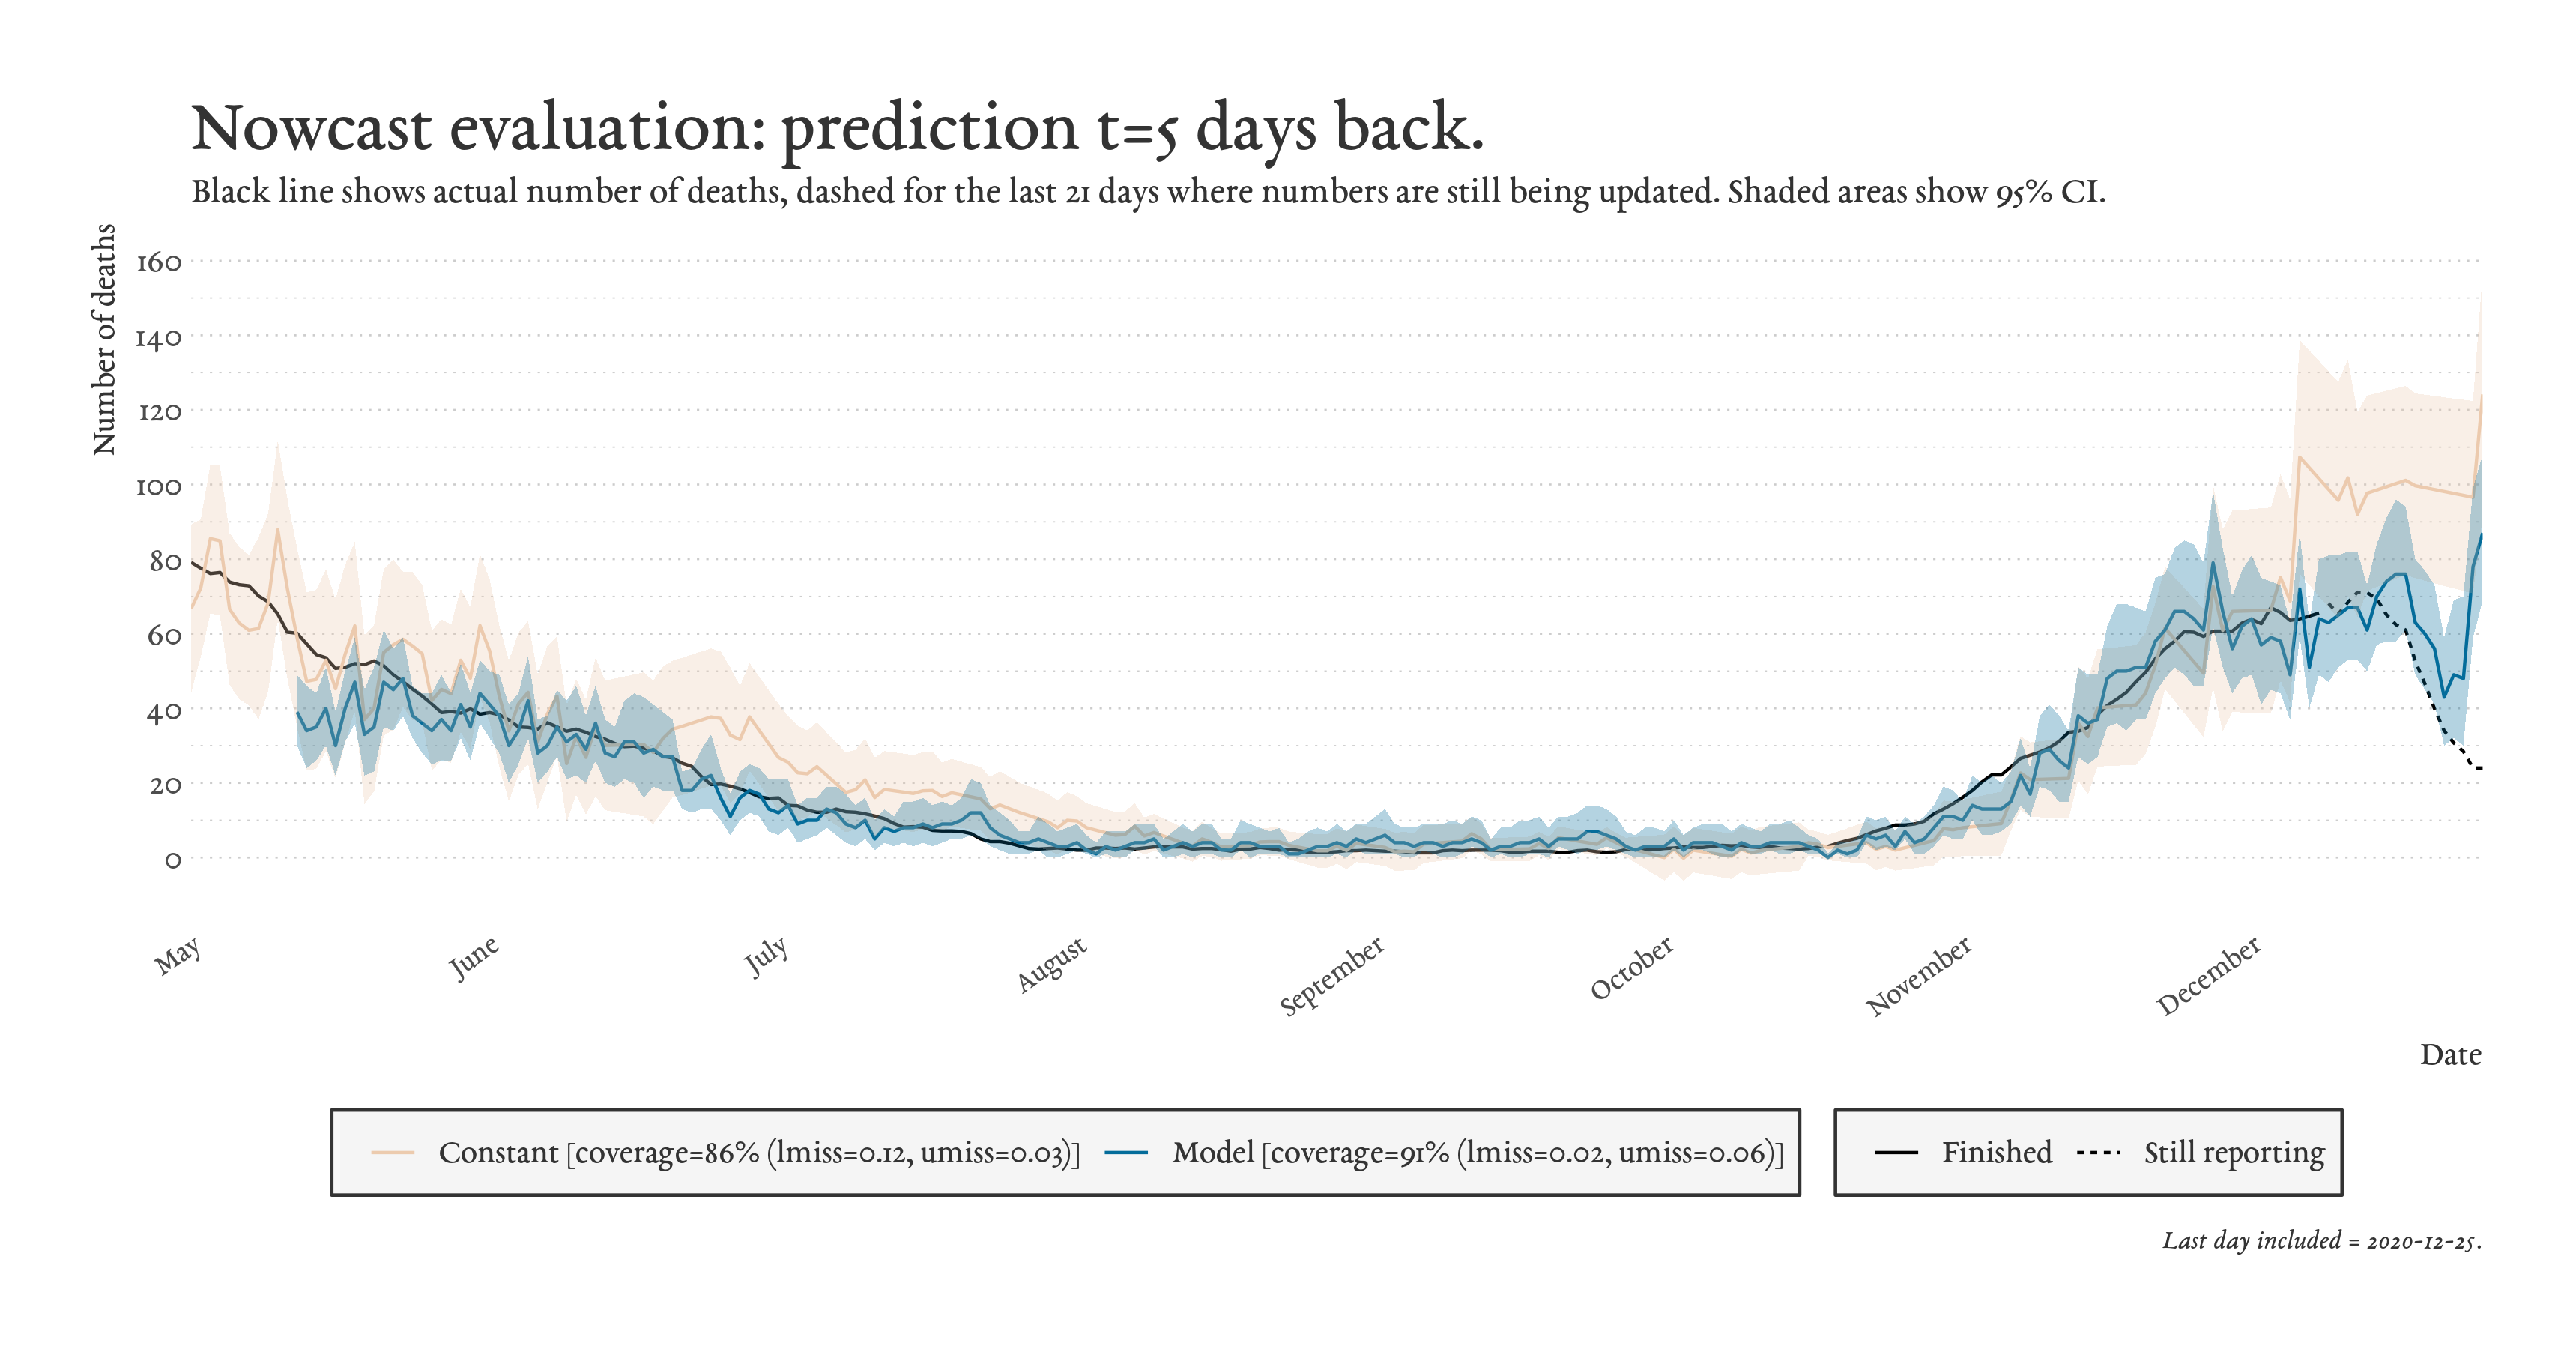 Nowcast evaluation: prediction t=5 days back.
Black line shows actual number of deaths, dashed for the last 21 days where numbers are still being updated. Shaded areas show 95% CI.
Number of deaths
160
140
120
100
80
60
40
20
0
May
June
July
August
September
October
November
December
Date
Constant [coverage=86% (lmiss=0.12, umiss=0.03)]
Model [coverage=91% (lmiss=0.02, umiss=0.06)]
Finished
Still reporting
Last day included = 2020-12-25.